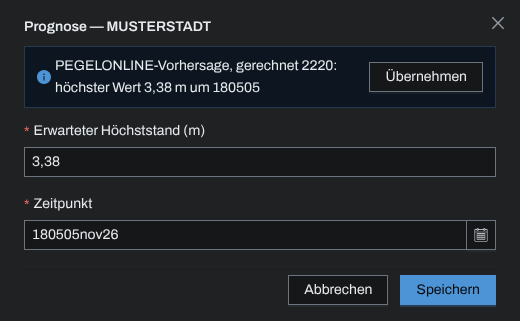 Prognose — MUSTERSTADT
PEGELONLINE-Vorhersage, gerechnet 2220:
höchster Wert 3,38 m um 180505
Übernehmen
* Erwarteter Höchststand (m)
3,38
* Zeitpunkt
180505nov26
Abbrechen
Speichern